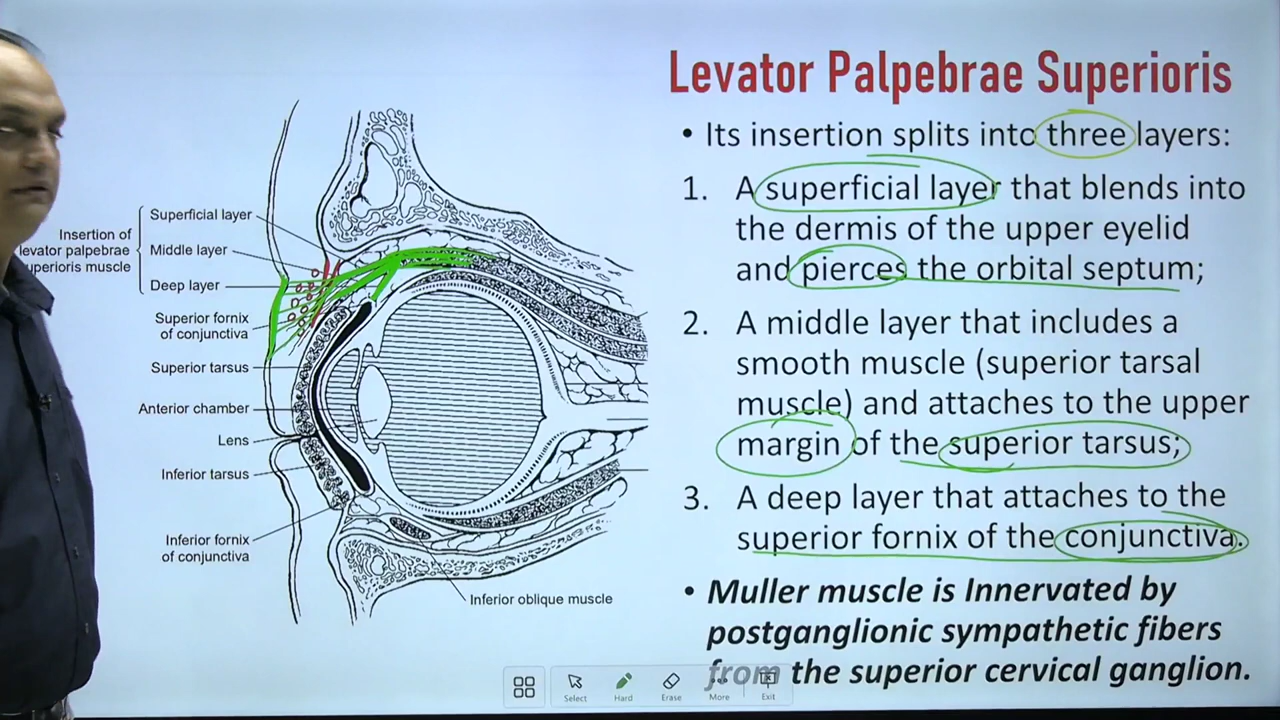 Levator Palpebrae Superioris
• Its insertion splits into three layers:
1. A superficial layer that blends into
the dermis of the upper eyelid
and pierces the orbital septum;
2. A middle layer that includes a
smooth muscle (superior tarsal
muscle) and attaches to the upper
margin of the superior tarsus;
3. A deep layer that attaches to the
superior fornix of the conjunctiva.
• Muller muscle is Innervated by
postganglionic sympathetic fibers
from the superior cervical ganglion.
Insertion of
levator palpebrae
uperioris muscle
Superficial layer
Middle layer
Deep layer
Superior fornix
of conjunctiva
Superior tarsus
Anterior chamber
Lens
Inferior tarsus
Inferior fornix
of conjunctiva
Inferior oblique muscle
Select
Hard
Erase
More
Exit